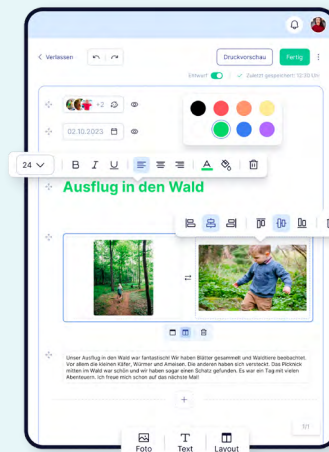 Verlassen
Druckvorschau
Fertig
Entwurf
Zuletzt gespeichert: 12:35 Uhr
+2
02.10.2023
24
B I U A
Ausflug in den Wald
Unser Ausflug in den Wald war fantastisch! Wir haben Blätter gesammelt und Waldtiere beobachtet.
Vor allem die kleinen Käfer, Würmer und Ameisen. Die anderen haben sich versteckt. Das Picknick
mitten im Wald war schön und wir haben sogar einen Schatz gefunden. Es war ein Tag mit vielen
Abenteuern. Ich freue mich schon auf das nächste Mal!
1/1
Foto
Text
Layout